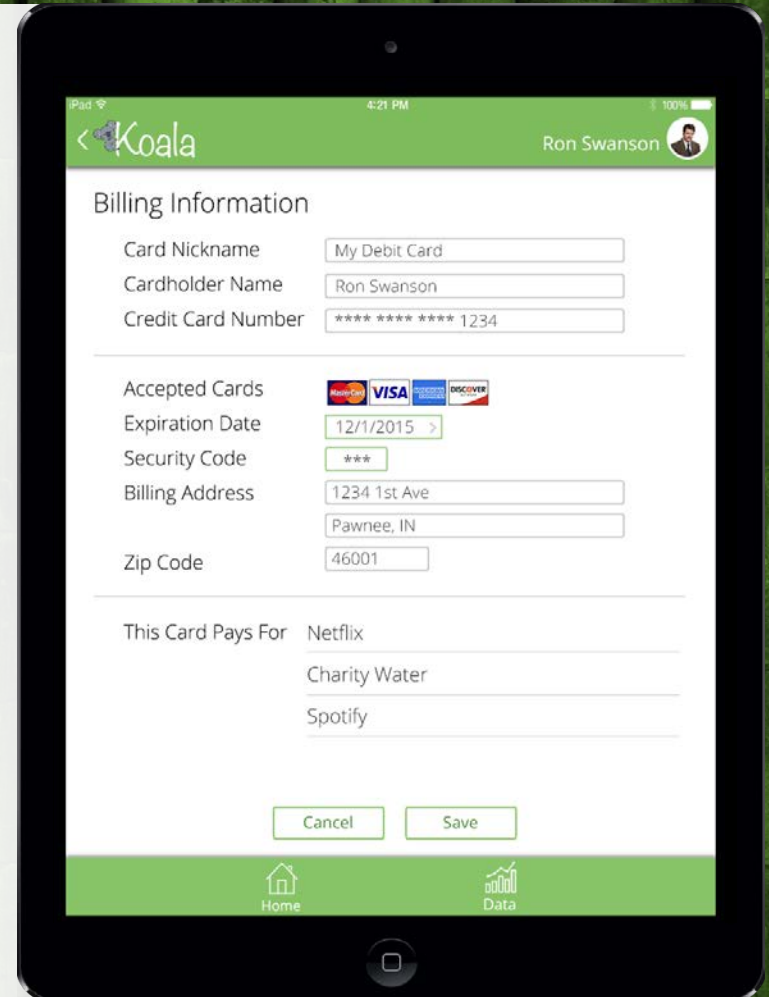 iPad 4:21 PM 100%
Koala Ron Swanson
Billing Information
Card Nickname My Debit Card
Cardholder Name Ron Swanson
Credit Card Number **** **** **** 1234
Accepted Cards MasterCard VISA AMERICAN EXPRESS DISCOVER
Expiration Date 12/1/2015 >
Security Code ***
Billing Address 1234 1st Ave
Pawnee, IN
Zip Code 46001
This Card Pays For Netflix
Charity Water
Spotify
Cancel Save
Home Data